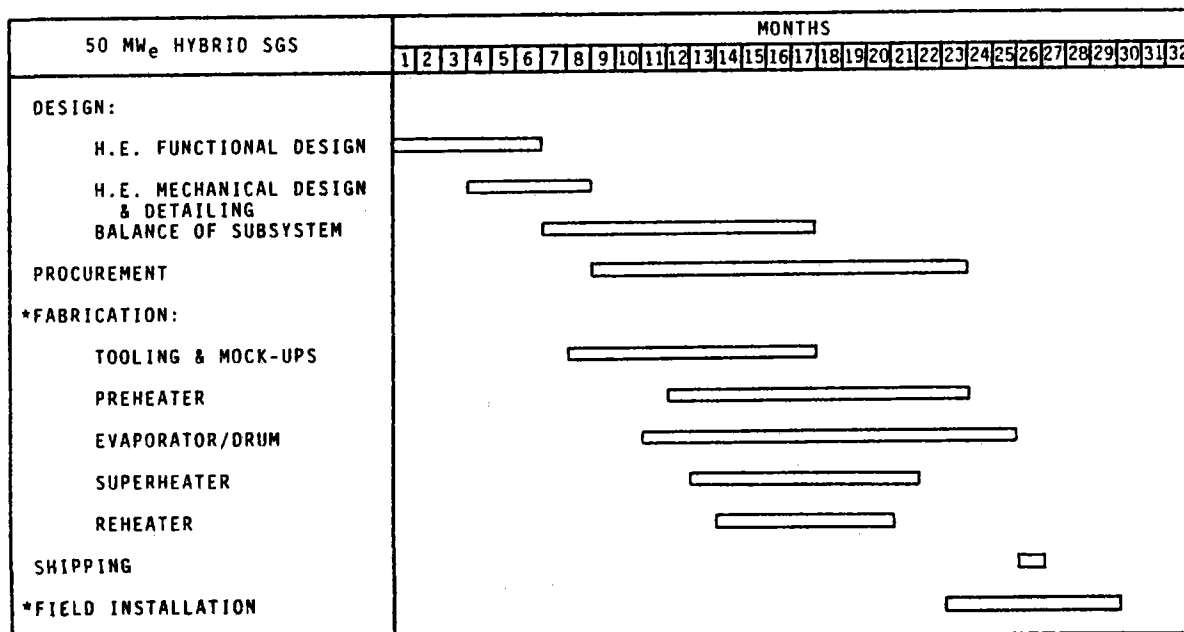 50 MWe HYBRID SGS
MONTHS
1 2 3 4 5 6 7 8 9 10 11 12 13 14 15 16 17 18 19 20 21 22 23 24 25 26 27 28 29 30 31 32
DESIGN:
H.E. FUNCTIONAL DESIGN
H.E. MECHANICAL DESIGN
& DETAILING
BALANCE OF SUBSYSTEM
PROCUREMENT
*FABRICATION:
TOOLING & MOCK-UPS
PREHEATER
EVAPORATOR/DRUM
SUPERHEATER
REHEATER
SHIPPING
*FIELD INSTALLATION